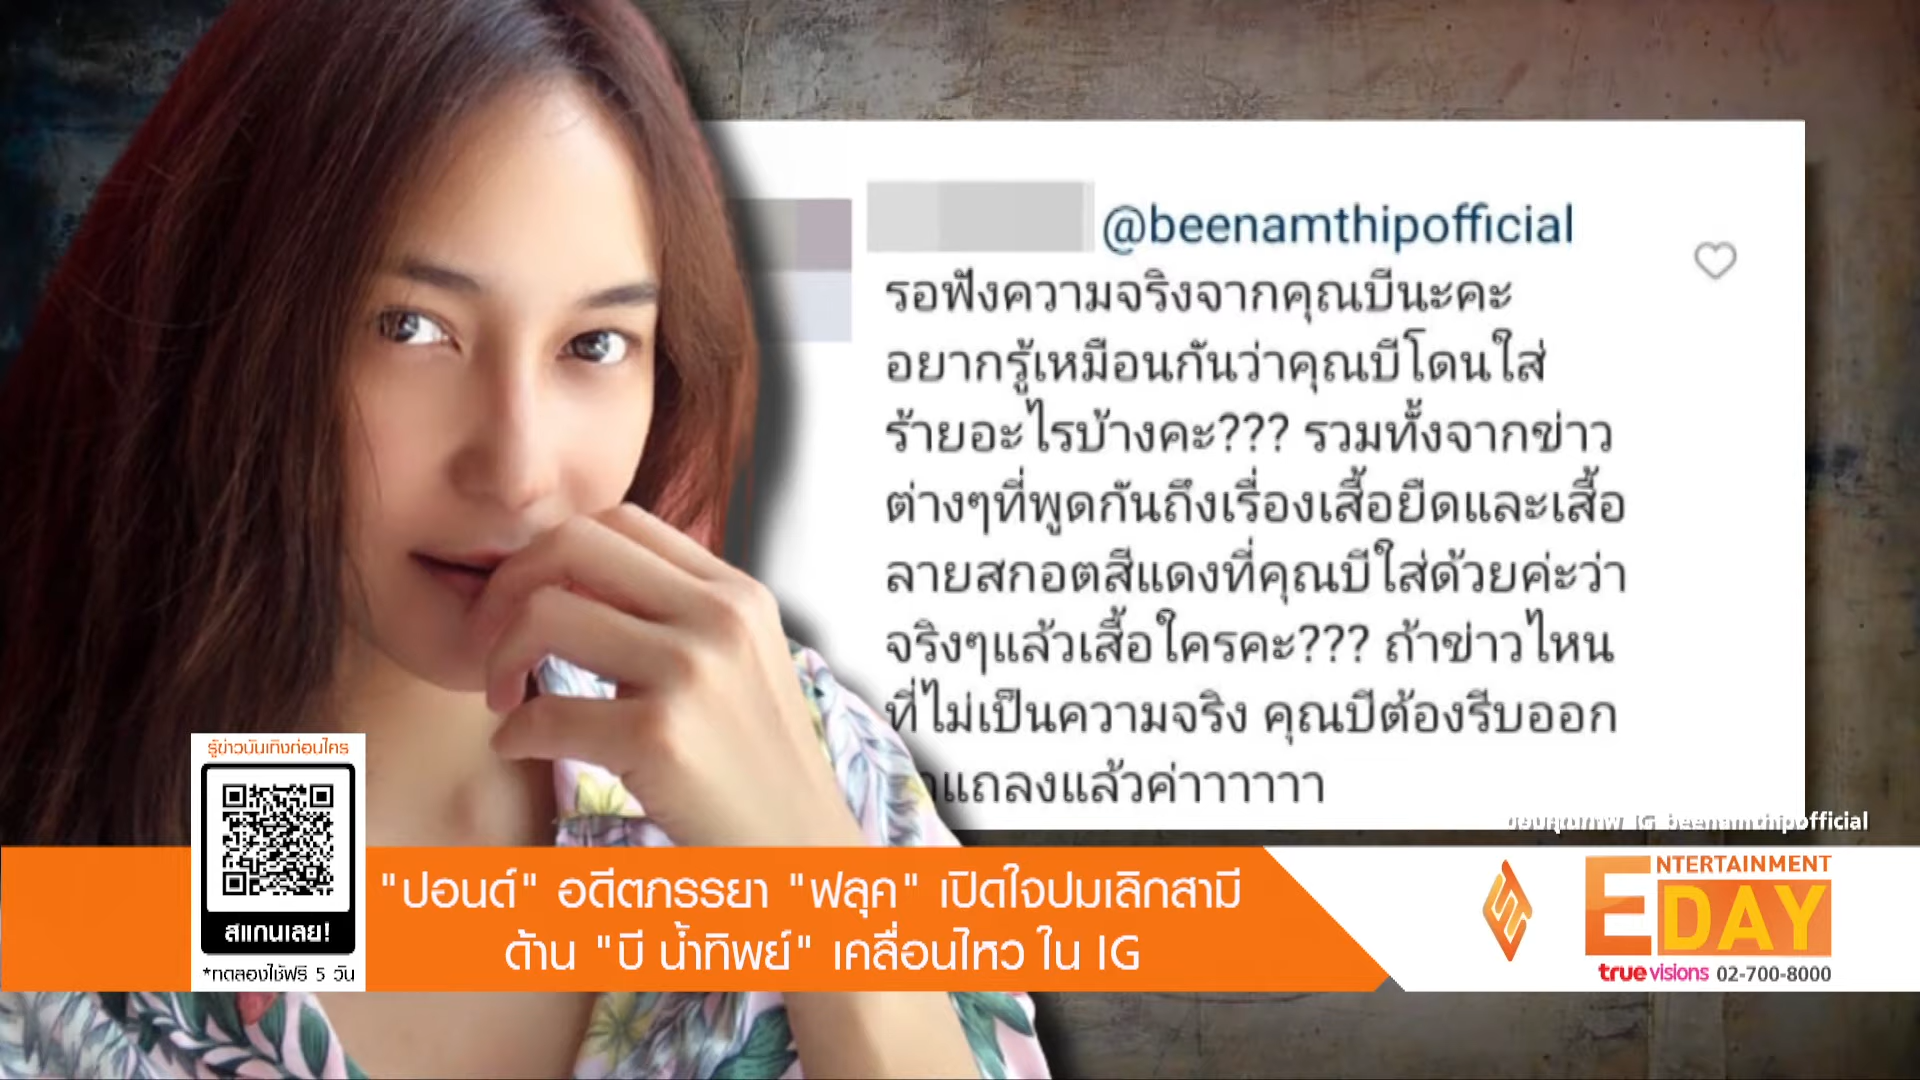 @beenamthipofficial
รอฟังความจริงจากคุณบีนะคะ
อยากรู้เหมือนกันว่าคุณบีโดนใส่
ร้ายอะไรบ้างคะ??? รวมทั้งจากข่าว
ต่างๆที่พูดกันถึงเรื่องเสื้อยืดและเสื้อ
ลายสกอตสีแดงที่คุณบีใส่ด้วยค่ะว่า
จริงๆแล้วเสื้อใครคะ??? ถ้าข่าวไหน
ที่ไม่เป็นความจริง คุณบีต้องรีบออก
แถลงแล้วค่าาาาาา
ขอบคุณภาพ IG beenamthipofficial
รู้ข่าวบันเทิงก่อนใคร
สแกนเลย!
*ทดลองใช้ฟรี 5 วัน
"ปอนด์" อดีตภรรยา "ฟลุค" เปิดใจปมเลิกสามี
ด้าน "บี น้ำทิพย์" เคลื่อนไหว ใน IG
ENTERTAINMENT
DAY
truevisions 02-700-8000